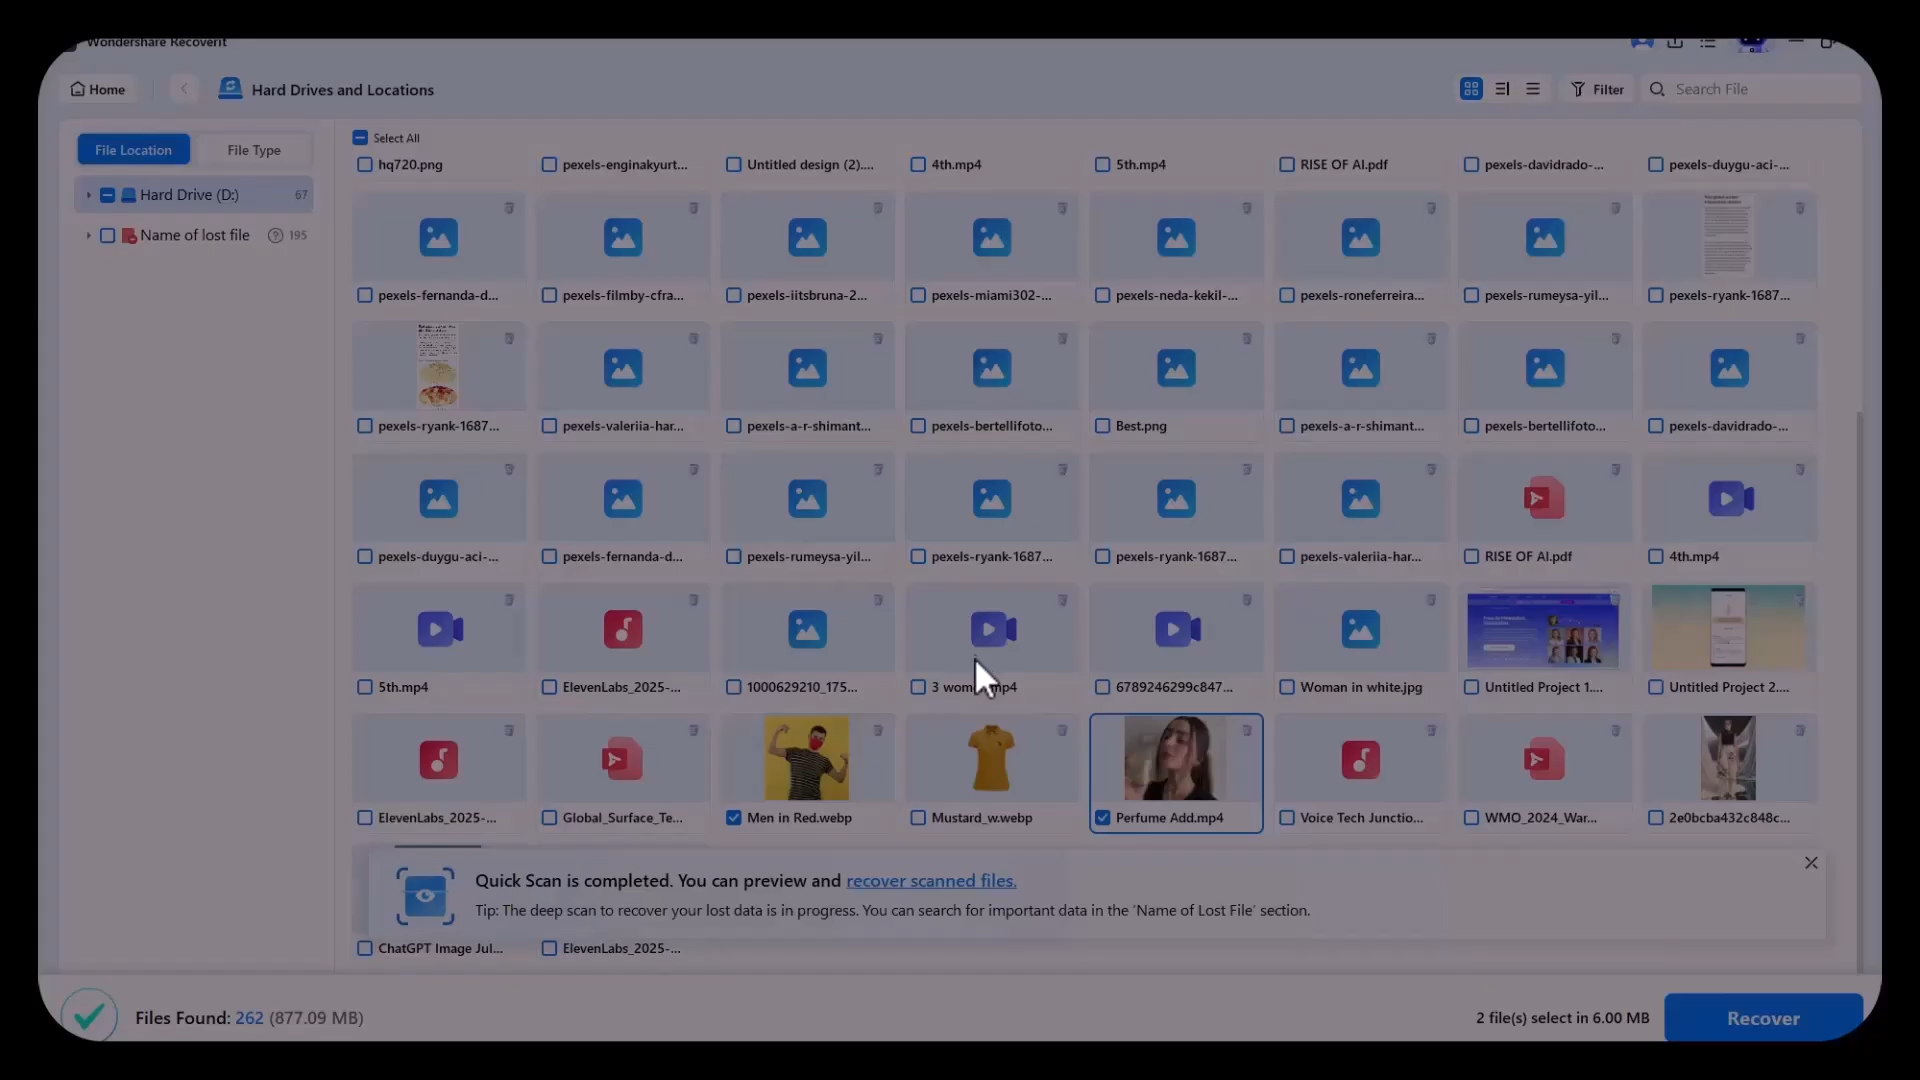 Wondershare Recoverit
Home
Hard Drives and Locations
Filter
Search File
File Location
File Type
Hard Drive (D:)
67
Name of lost file
195
Select All
hq720.png
pexels-enginakyurt...
Untitled design (2)....
4th.mp4
5th.mp4
RISE OF AI.pdf
pexels-davidrado-...
pexels-duygu-aci-...
pexels-fernanda-d...
pexels-filmby-cfra...
pexels-iitsbruna-2...
pexels-miami302-...
pexels-neda-kekil-...
pexels-roneferreira...
pexels-rumeysa-yil...
pexels-ryank-1687...
pexels-ryank-1687...
pexels-valeriia-har...
pexels-a-r-shimant...
pexels-bertellifoto...
Best.png
pexels-a-r-shimant...
pexels-bertellifoto...
pexels-davidrado-...
pexels-duygu-aci-...
pexels-fernanda-d...
pexels-rumeysa-yil...
pexels-ryank-1687...
pexels-ryank-1687...
pexels-valeriia-har...
RISE OF AI.pdf
4th.mp4
5th.mp4
ElevenLabs_2025-...
1000629210_175...
3 .mp4
6789246299c847...
Woman in white.jpg
Untitled Project 1....
Untitled Project 2....
ElevenLabs_2025-...
Global_Surface_Te...
Men in Red.webp
Mustard_w.webp
Perfume Add.mp4
Voice Tech Junctio...
WMO_2024_War...
2e0bcba432c848c...
Quick Scan is completed. You can preview and recover scanned files.
Tip: The deep scan to recover your lost data is in progress. You can search for important data in the 'Name of Lost File' section.
ChatGPT Image Jul...
ElevenLabs_2025-...
Files Found: 262 (877.09 MB)
2 file(s) select in 6.00 MB
Recover